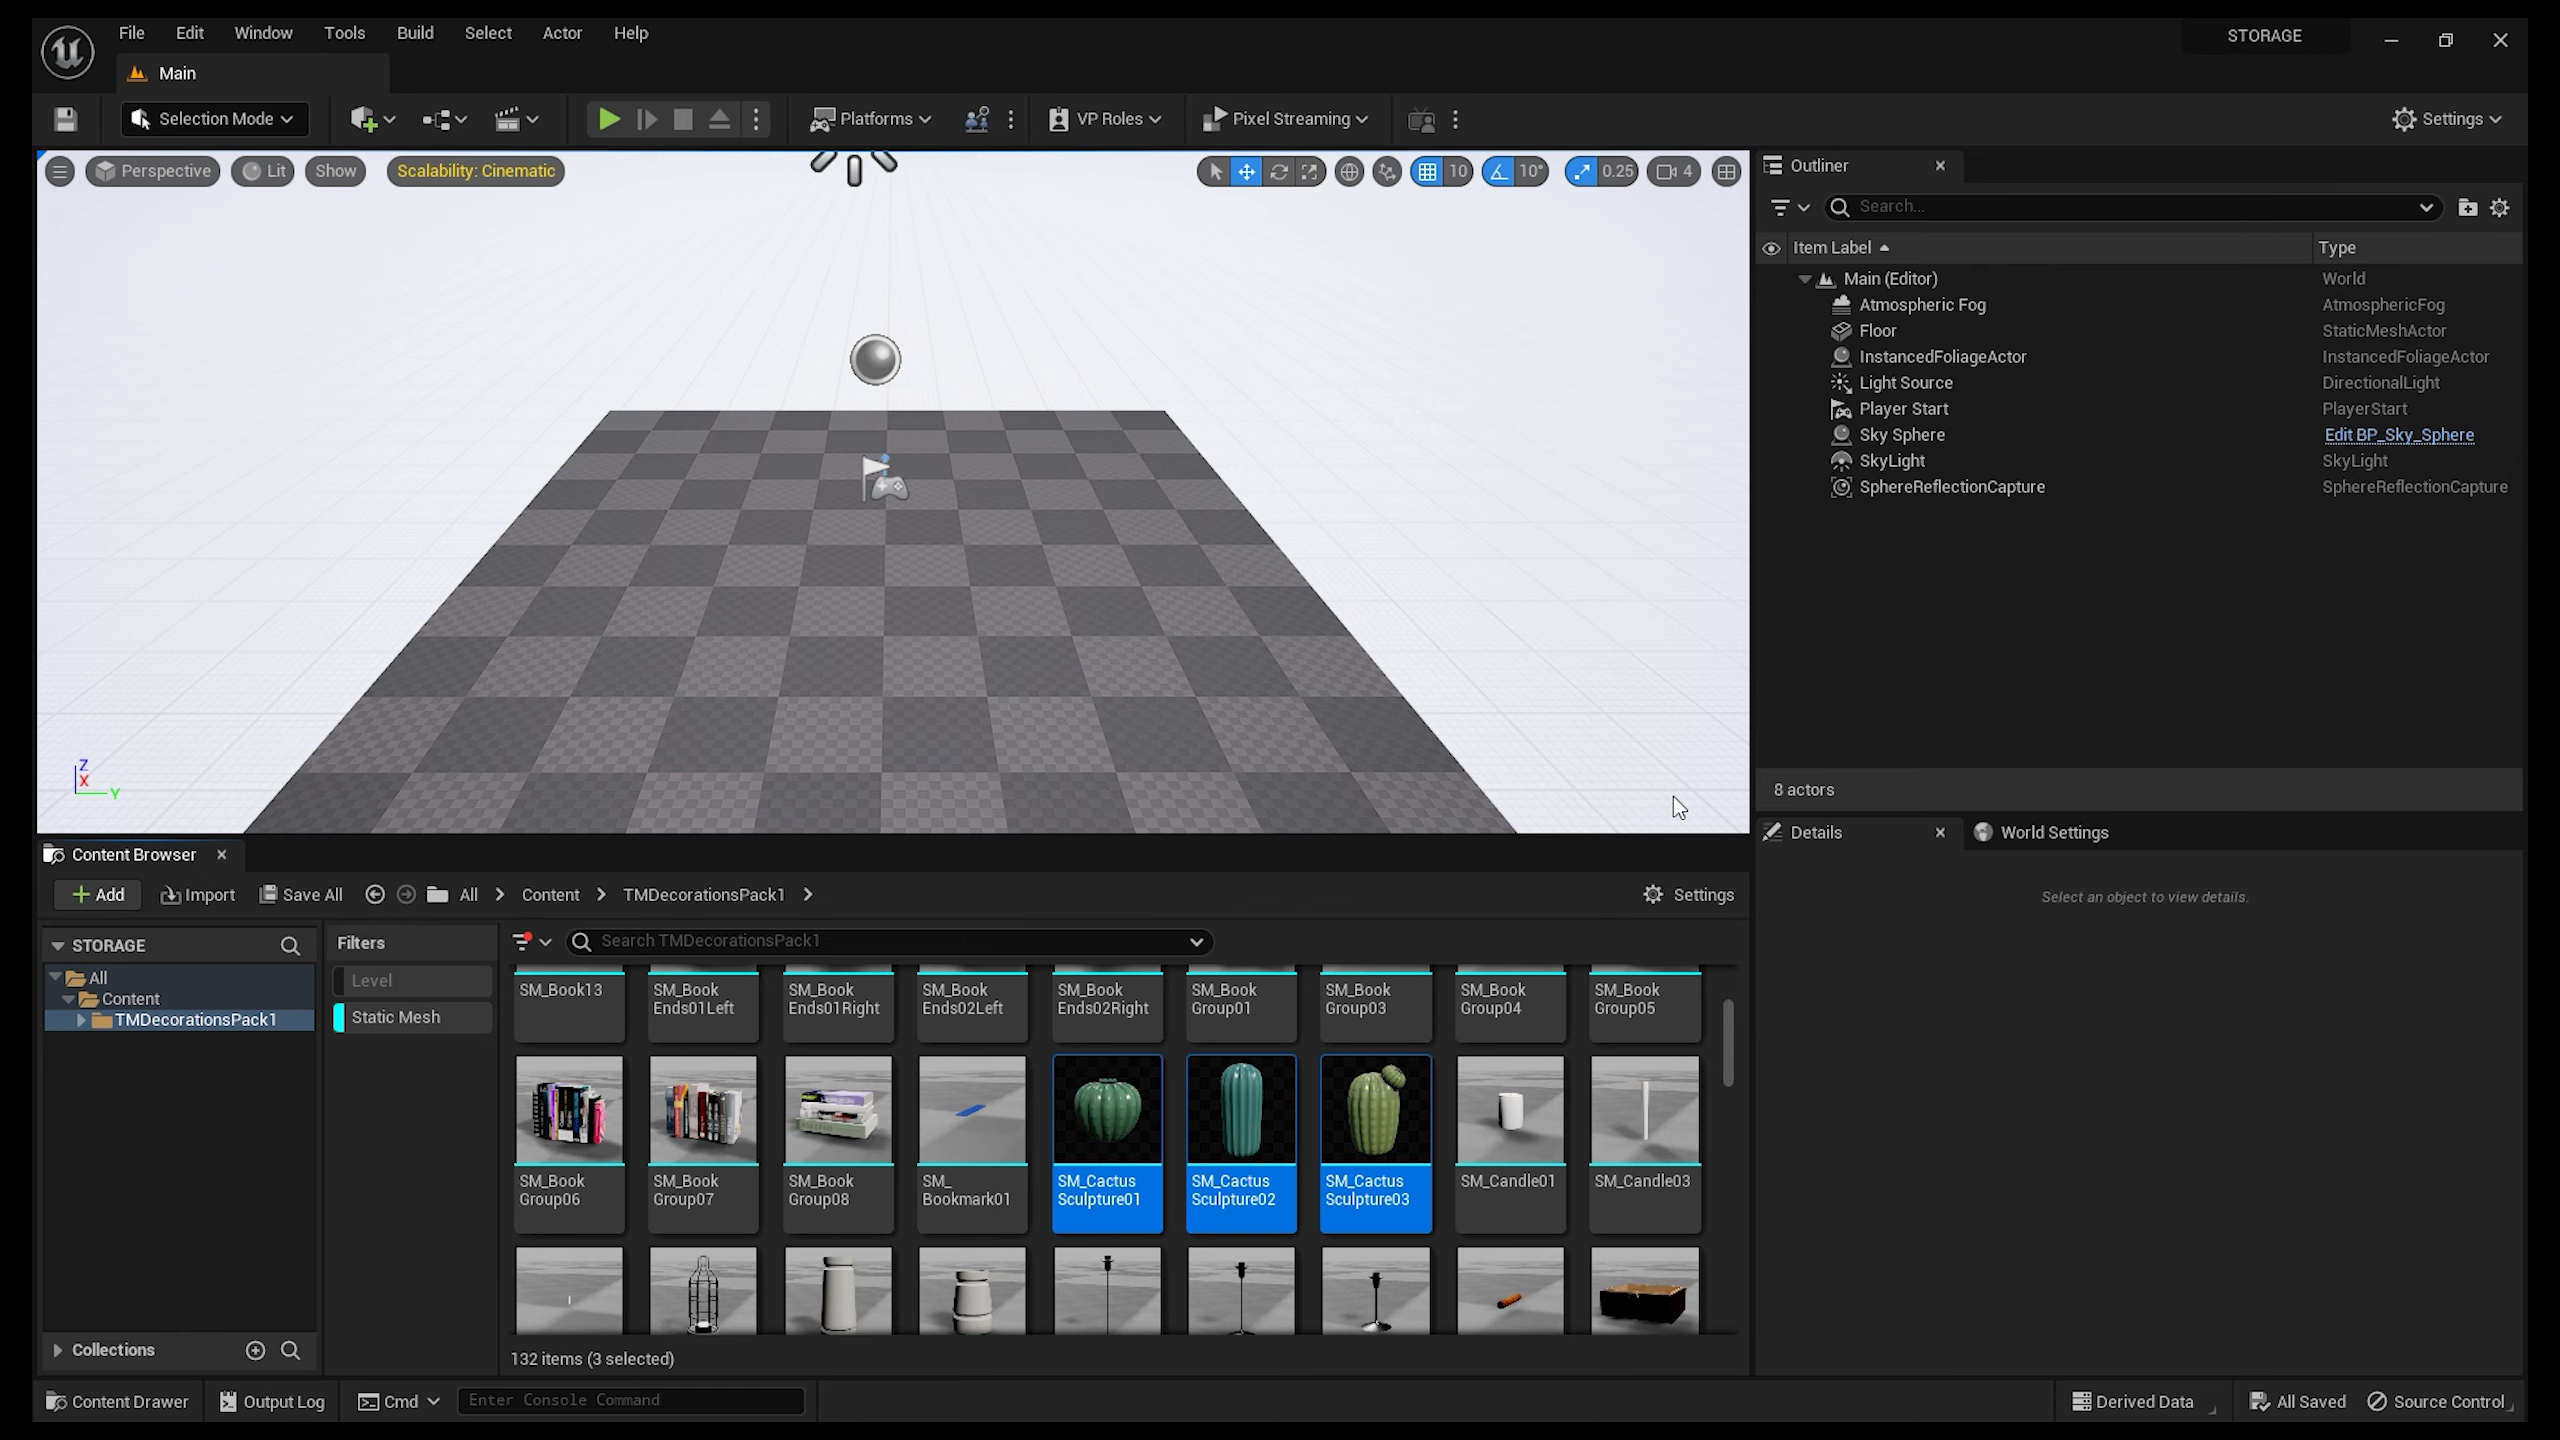 File Edit Window Tools Build Select Actor Help
STORAGE
Main
Selection Mode
Platforms
VP Roles
Pixel Streaming
Settings
Perspective Lit Show Scalability: Cinematic
10 10° 0.25 4
Z
X
Y
Outliner
Search...
Item Label Type
Main (Editor) World
Atmospheric Fog AtmosphericFog
Floor StaticMeshActor
InstancedFoliageActor InstancedFoliageActor
Light Source DirectionalLight
Player Start PlayerStart
Sky Sphere Edit BP_Sky_Sphere
SkyLight SkyLight
SphereReflectionCapture SphereReflectionCapture
8 actors
Details World Settings
Select an object to view details.
Content Browser
Add Import Save All All Content TMDecorationsPack1 Settings
STORAGE
All
Content
TMDecorationsPack1
Collections
Filters
Level
Static Mesh
Search TMDecorationsPack1
SM_Book13
SM_Book
Ends01Left
SM_Book
Ends01Right
SM_Book
Ends02Left
SM_Book
Ends02Right
SM_Book
Group01
SM_Book
Group03
SM_Book
Group04
SM_Book
Group05
SM_Book
Group06
SM_Book
Group07
SM_Book
Group08
SM_
Bookmark01
SM_Cactus
Sculpture01
SM_Cactus
Sculpture02
SM_Cactus
Sculpture03
SM_Candle01
SM_Candle03
132 items (3 selected)
Content Drawer Output Log Cmd Enter Console Command
Derived Data All Saved Source Control